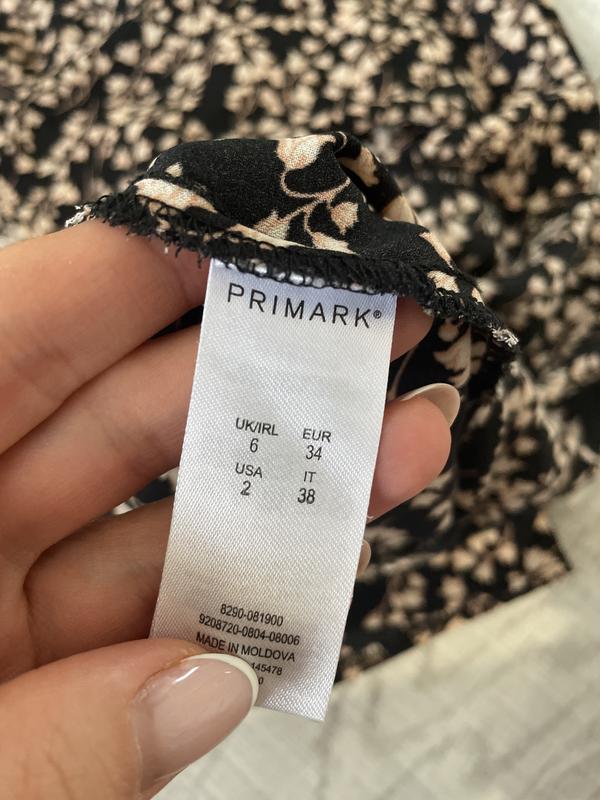 PRIMARK®
UK/IRL EUR
6 34
USA IT
2 38
8290-081900
9208720-0804-08006
MADE IN MOLDOVA